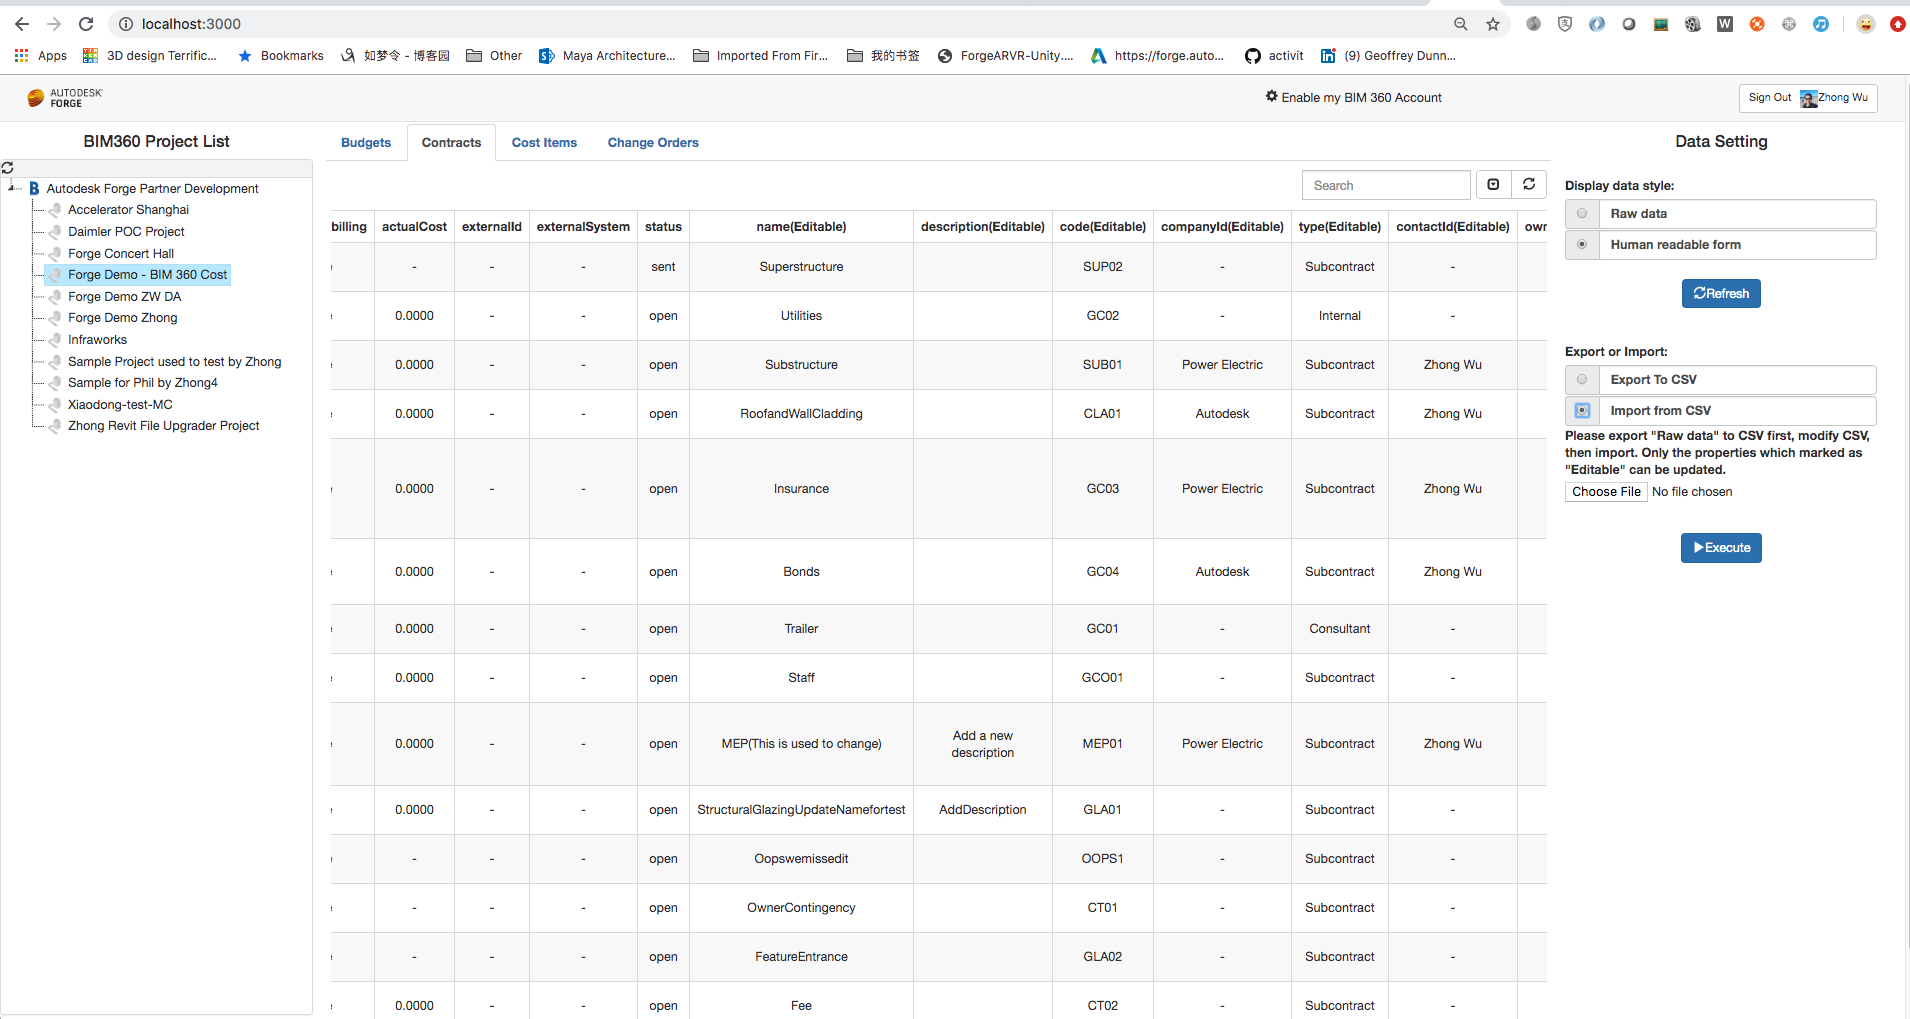 localhost:3000
Apps 3D design Terrific... Bookmarks 如梦令 - 博客园 Other Maya Architecture... Imported From Fir... 我的书签 ForgeARVR-Unity.... https://forge.auto... activit (9) Geoffrey Dunn...
AUTODESK FORGE
Enable my BIM 360 Account
Sign Out Zhong Wu
BIM360 Project List
Autodesk Forge Partner Development
Accelerator Shanghai
Daimler POC Project
Forge Concert Hall
Forge Demo - BIM 360 Cost
Forge Demo ZW DA
Forge Demo Zhong
Infraworks
Sample Project used to test by Zhong
Sample for Phil by Zhong4
Xiaodong-test-MC
Zhong Revit File Upgrader Project
Budgets Contracts Cost Items Change Orders
Search
billing actualCost externalId externalSystem status name(Editable) description(Editable) code(Editable) companyId(Editable) type(Editable) contactId(Editable) own
- - - sent Superstructure SUP02 - Subcontract -
0.0000 - - open Utilities GC02 - Internal -
0.0000 - - open Substructure SUB01 Power Electric Subcontract Zhong Wu
0.0000 - - open RoofandWallCladding CLA01 Autodesk Subcontract Zhong Wu
0.0000 - - open Insurance GC03 Power Electric Subcontract Zhong Wu
0.0000 - - open Bonds GC04 Autodesk Subcontract Zhong Wu
0.0000 - - open Trailer GC01 - Consultant -
0.0000 - - open Staff GCO01 - Subcontract -
0.0000 - - open MEP(This is used to change) Add a new description MEP01 Power Electric Subcontract Zhong Wu
0.0000 - - open StructuralGlazingUpdateNamefortest AddDescription GLA01 - Subcontract -
- - - open Oopswemissedit OOPS1 - Subcontract -
- - - open OwnerContingency CT01 - Subcontract -
- - - open FeatureEntrance GLA02 - Subcontract -
0.0000 - - open Fee CT02 - Subcontract -
Data Setting
Display data style:
Raw data
Human readable form
Refresh
Export or Import:
Export To CSV
Import from CSV
Please export "Raw data" to CSV first, modify CSV,
then import. Only the properties which marked as
"Editable" can be updated.
Choose File No file chosen
Execute